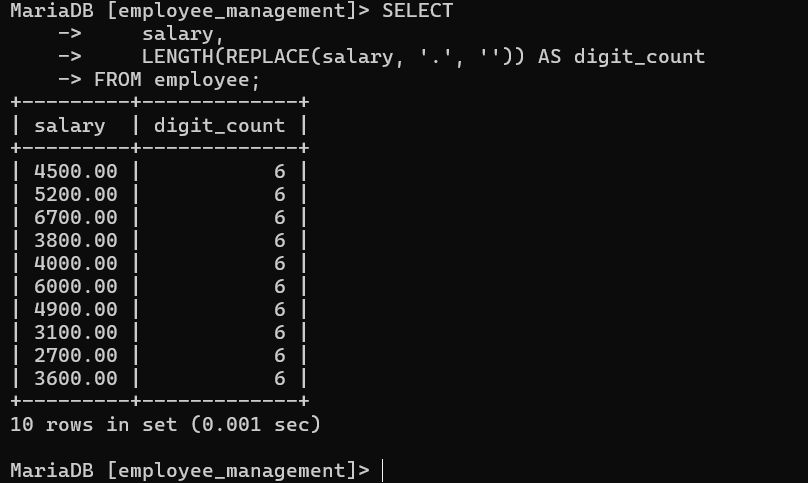 MariaDB [employee_management]> SELECT
    ->     salary,
    ->     LENGTH(REPLACE(salary, '.', '')) AS digit_count
    -> FROM employee;
+---------+-------------+
| salary  | digit_count |
+---------+-------------+
| 4500.00 |           6 |
| 5200.00 |           6 |
| 6700.00 |           6 |
| 3800.00 |           6 |
| 4000.00 |           6 |
| 6000.00 |           6 |
| 4900.00 |           6 |
| 3100.00 |           6 |
| 2700.00 |           6 |
| 3600.00 |           6 |
+---------+-------------+
10 rows in set (0.001 sec)
MariaDB [employee_management]>